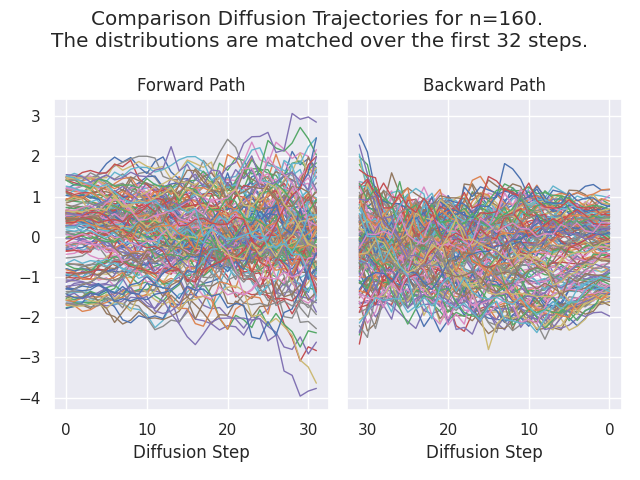 Comparison Diffusion Trajectories for n=160.
The distributions are matched over the first 32 steps.
Forward Path
Backward Path
3
2
1
0
−1
−2
−3
−4
0 10 20 30
30 20 10 0
Diffusion Step
Diffusion Step